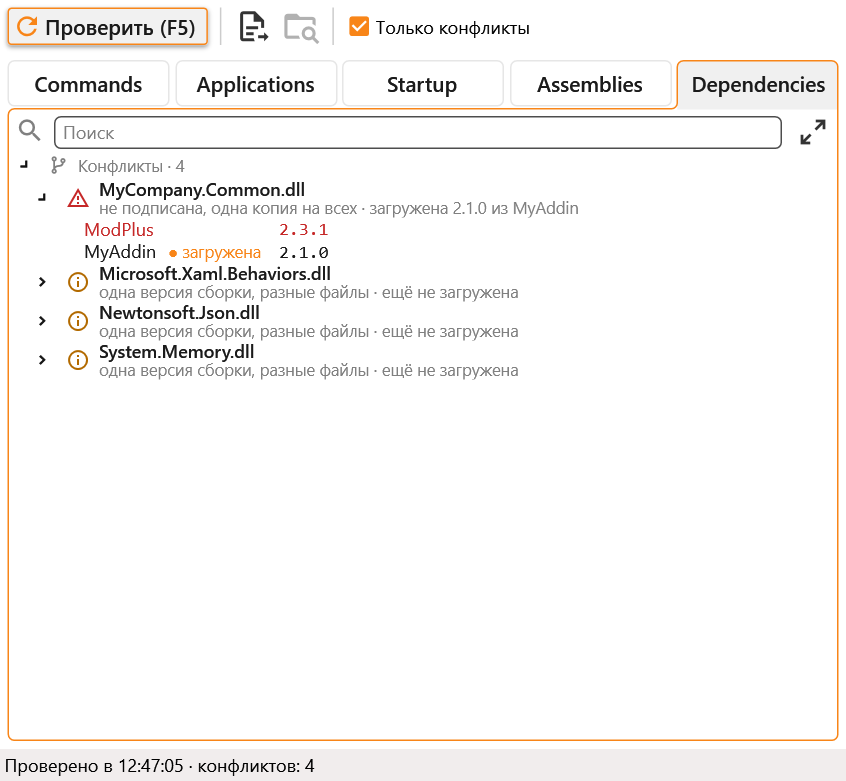 Проверить (F5) Только конфликты
Commands Applications Startup Assemblies Dependencies
Поиск
Конфликты · 4
MyCompany.Common.dll
не подписана, одна копия на всех · загружена 2.1.0 из MyAddin
ModPlus 2.3.1
MyAddin ● загружена 2.1.0
Microsoft.Xaml.Behaviors.dll
одна версия сборки, разные файлы · ещё не загружена
Newtonsoft.Json.dll
одна версия сборки, разные файлы · ещё не загружена
System.Memory.dll
одна версия сборки, разные файлы · ещё не загружена
Проверено в 12:47:05 · конфликтов: 4